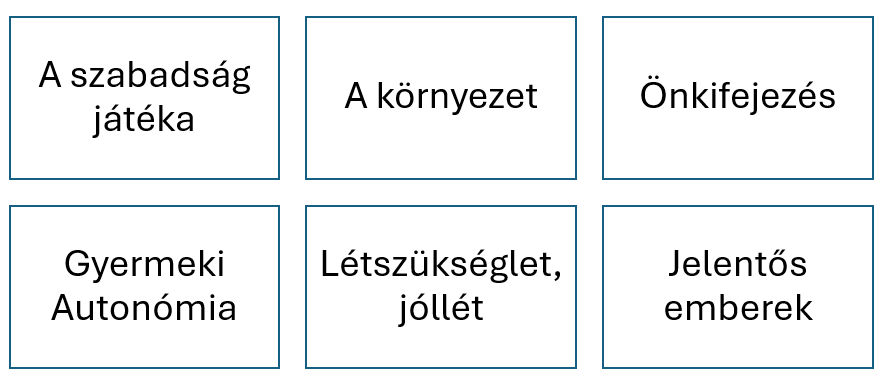 A szabadság
játéka
A környezet
Önkifejezés
Gyermeki
Autonómia
Létszükséglet,
jóllét
Jelentős
emberek